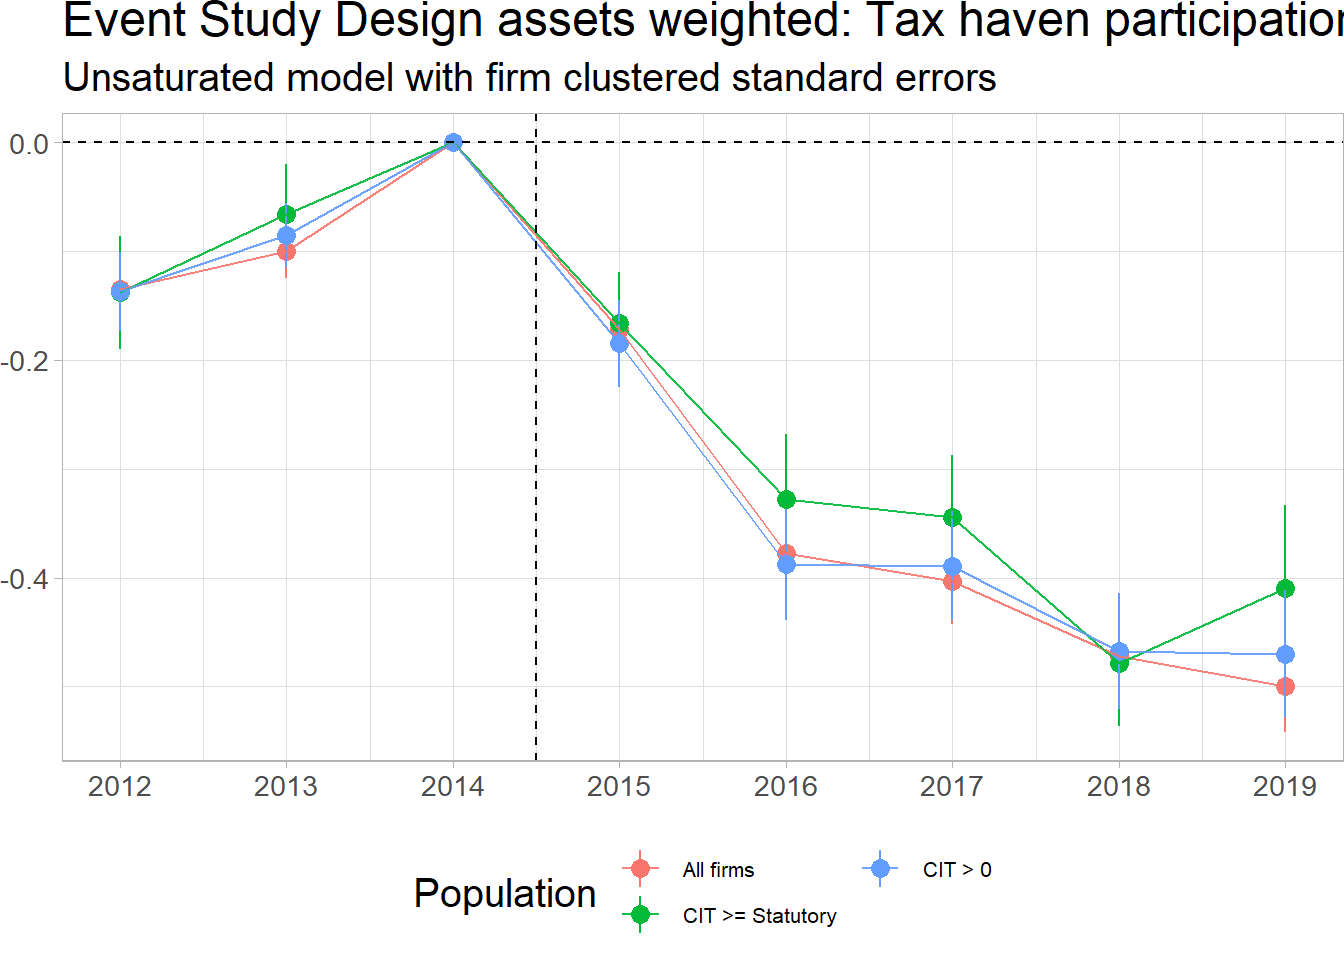 Event Study Design assets weighted: Tax haven participation
Unsaturated model with firm clustered standard errors
0.0
-0.2
-0.4
2012 2013 2014 2015 2016 2017 2018 2019
Population
All firms
CIT > 0
CIT >= Statutory